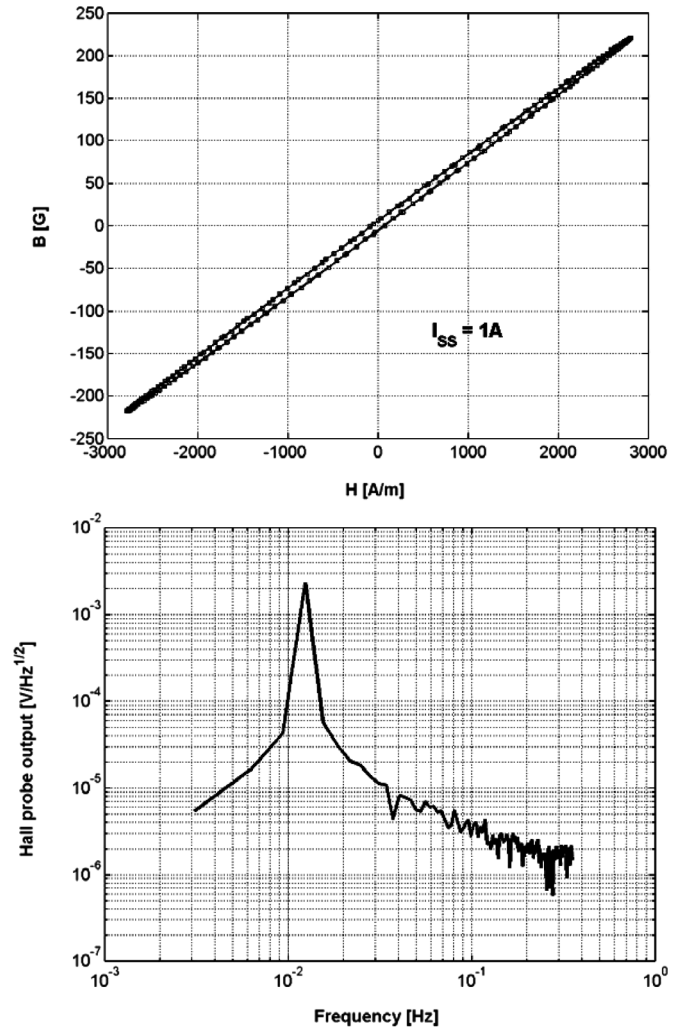 250
200
150
100
50
0
-50
-100
-150
-200
-250
B [G]
I_SS = 1A
-3000 -2000 -1000 0 1000 2000 3000
H [A/m]
10^-2
10^-3
10^-4
10^-5
10^-6
10^-7
Hall probe output [V/Hz^1/2]
10^-3 10^-2 10^-1 10^0
Frequency [Hz]